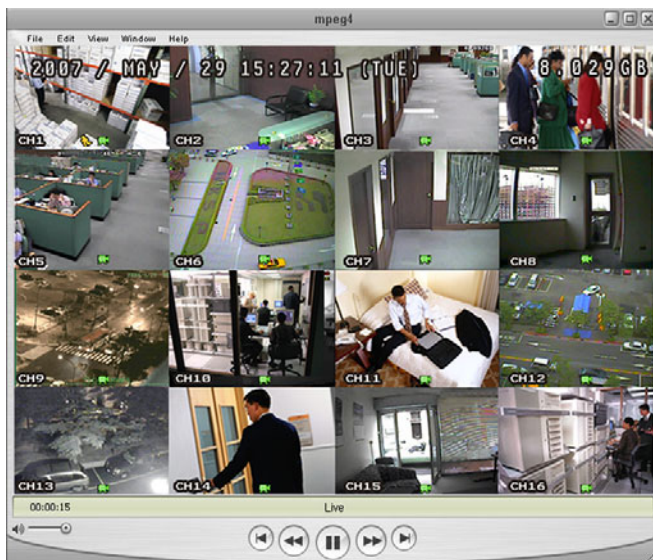 mpeg4
File Edit View Window Help
2007 / MAY / 29 15:27:11 (TUE) 8.029GB
CH1 CH2 CH3 CH4
CH5 CH6 CH7 CH8
CH9 CH10 CH11 CH12
CH13 CH14 CH15 CH16
00:00:15 Live